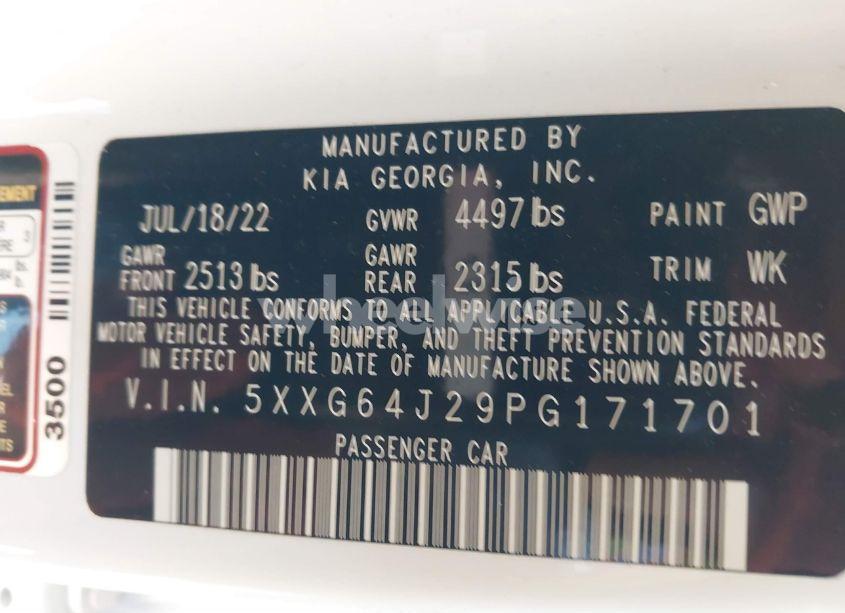 MANUFACTURED BY
KIA GEORGIA, INC.
JUL/18/22 GVWR 4497 lbs PAINT GWP
GAWR FRONT 2513 lbs GAWR REAR 2315 lbs TRIM WK
THIS VEHICLE CONFORMS TO ALL APPLICABLE U.S.A. FEDERAL
MOTOR VEHICLE SAFETY, BUMPER, AND THEFT PREVENTION STANDARDS
IN EFFECT ON THE DATE OF MANUFACTURE SHOWN ABOVE.
V.I.N. 5XXG64J29PG171701
PASSENGER CAR
3500
wheelwise